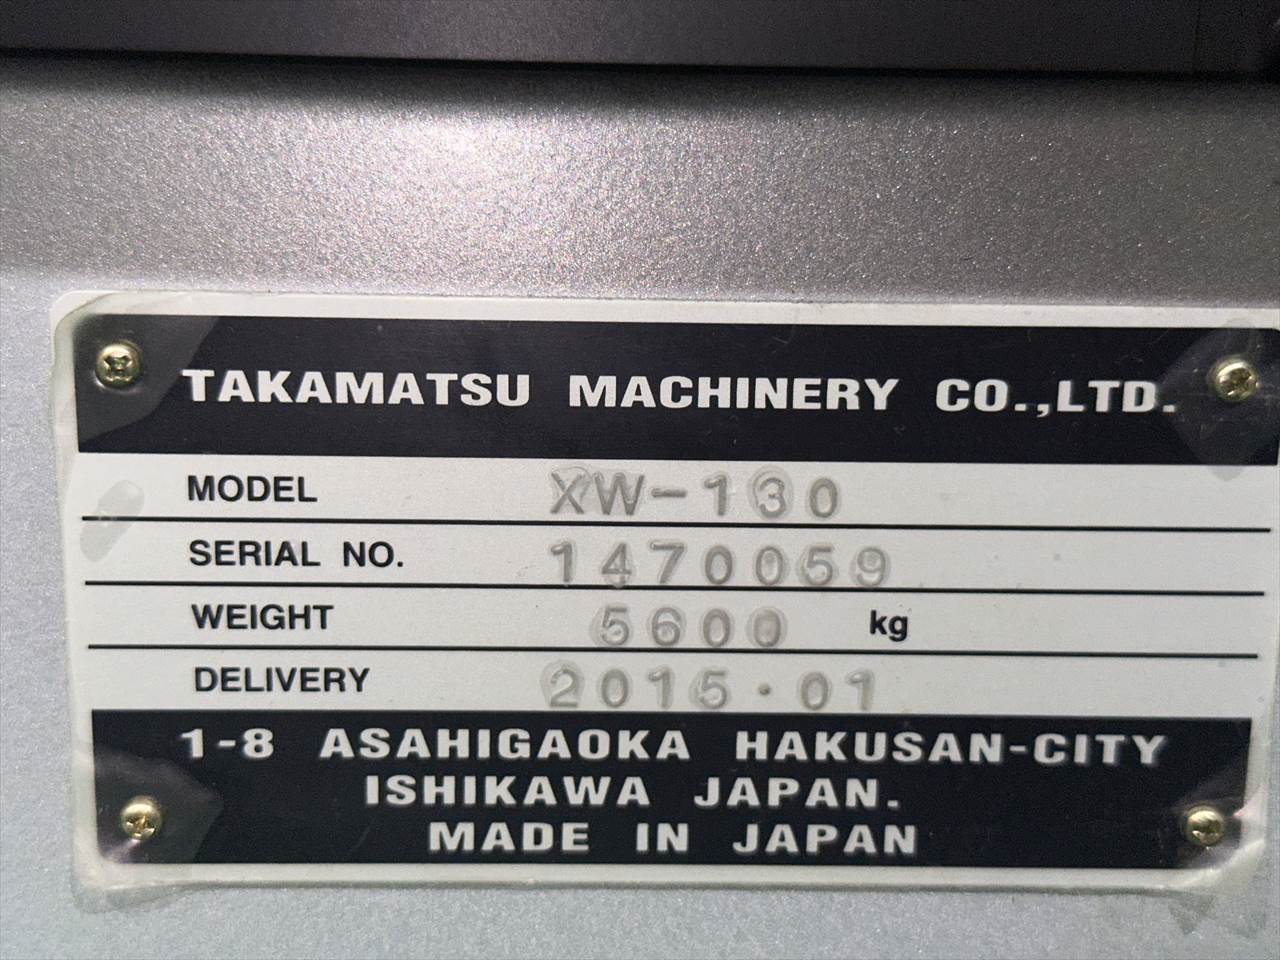 TAKAMATSU MACHINERY CO.,LTD.
MODEL XW-130
SERIAL NO. 1470059
WEIGHT 5600 kg
DELIVERY 2015・01
1-8 ASAHIGAOKA HAKUSAN-CITY
ISHIKAWA JAPAN.
MADE IN JAPAN